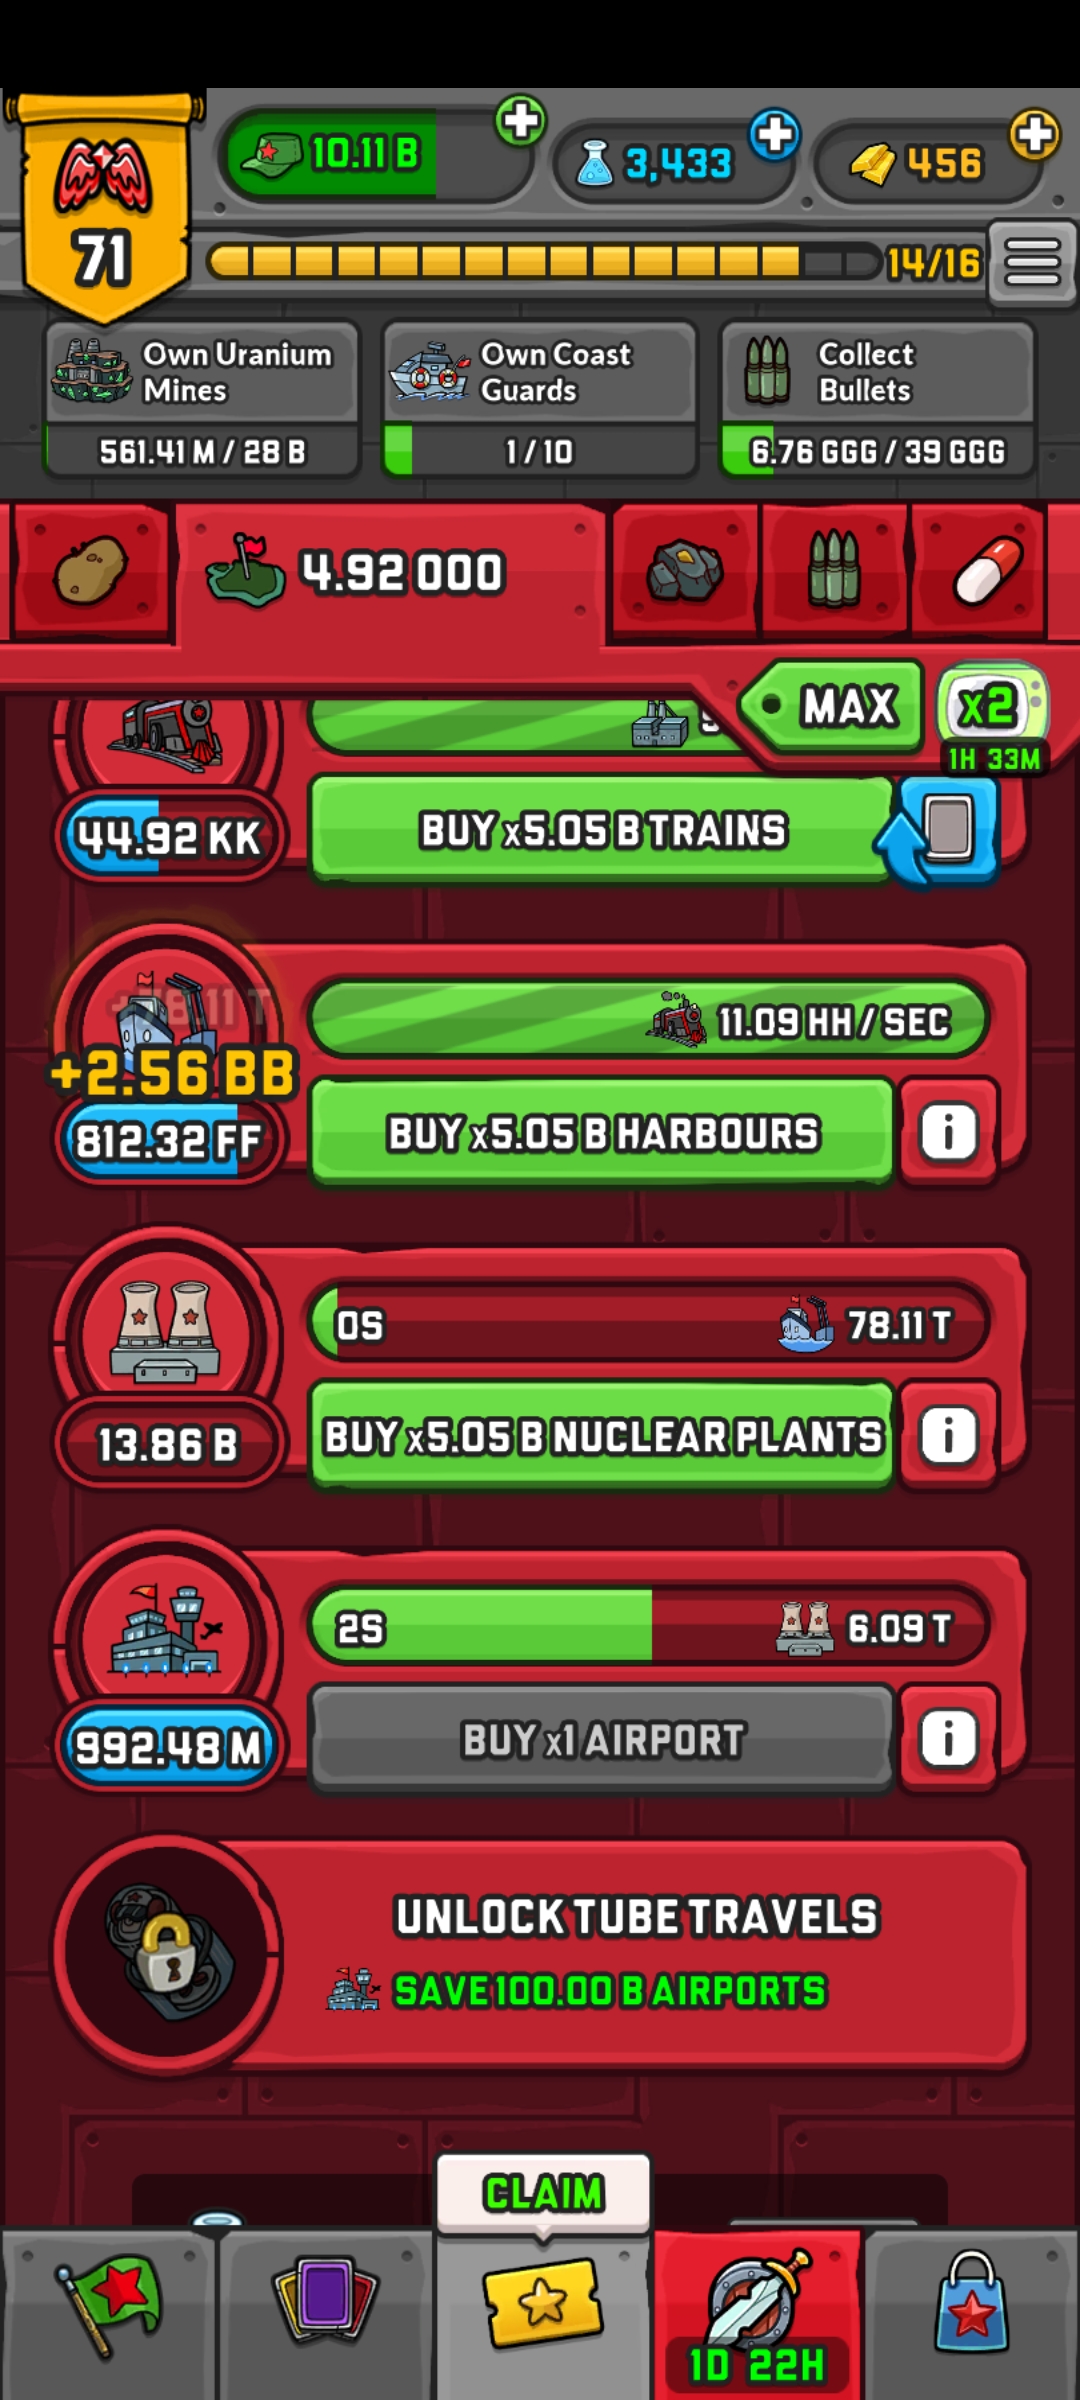 10.11 B
3,433
456
71
14/16
Own Uranium
Mines
561.41 M / 28 B
Own Coast
Guards
1 / 10
Collect
Bullets
6.76 GGG / 39 GGG
4.92 000
MAX
x2
1H 33M
44.92 KK
BUY x5.05 B TRAINS
+78.11 T
+2.56 BB
812.32 FF
11.09 HH / SEC
BUY x5.05 B HARBOURS
i
0S
78.11 T
13.86 B
BUY x5.05 B NUCLEAR PLANTS
i
2S
6.09 T
992.48 M
BUY x1 AIRPORT
i
UNLOCK TUBE TRAVELS
SAVE 100.00 B AIRPORTS
CLAIM
1D 22H